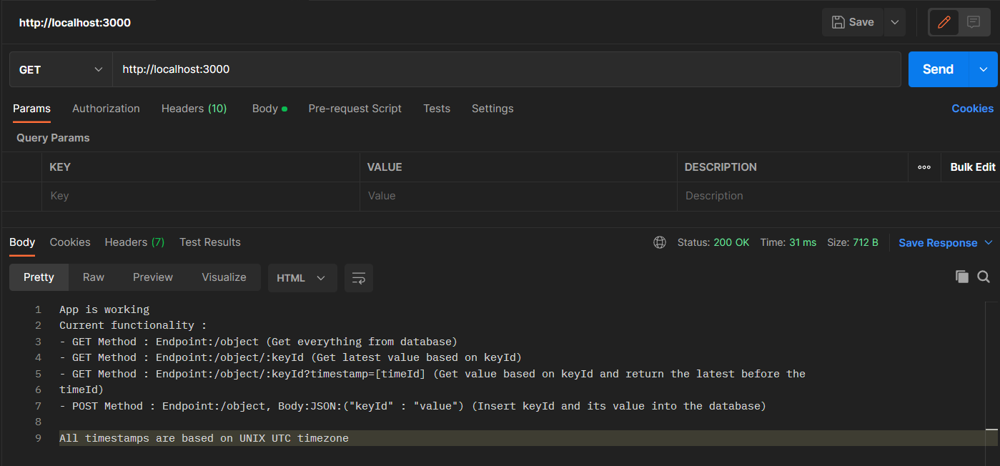 http://localhost:3000
Save
GET
http://localhost:3000
Send
Params Authorization Headers (10) Body Pre-request Script Tests Settings Cookies
Query Params
KEY VALUE DESCRIPTION Bulk Edit
Key Value Description
Body Cookies Headers (7) Test Results Status: 200 OK Time: 31 ms Size: 712 B Save Response
Pretty Raw Preview Visualize HTML
1 App is working
2 Current functionality :
3 - GET Method : Endpoint:/object (Get everything from database)
4 - GET Method : Endpoint:/object/:keyId (Get latest value based on keyId)
5 - GET Method : Endpoint:/object/:keyId?timestamp=[timeId] (Get value based on keyId and return the latest before the
6 timeId)
7 - POST Method : Endpoint:/object, Body:JSON:("keyId" : "value") (Insert keyId and its value into the database)
8
9 All timestamps are based on UNIX UTC timezone